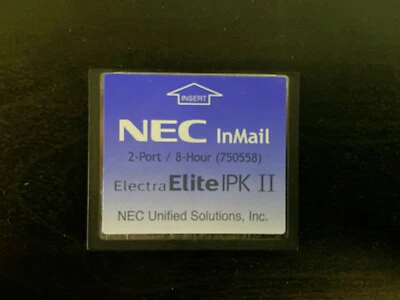 INSERT
NEC InMail
2-Port / 8-Hour (750558)
Electra Elite IPK II
NEC Unified Solutions, Inc.